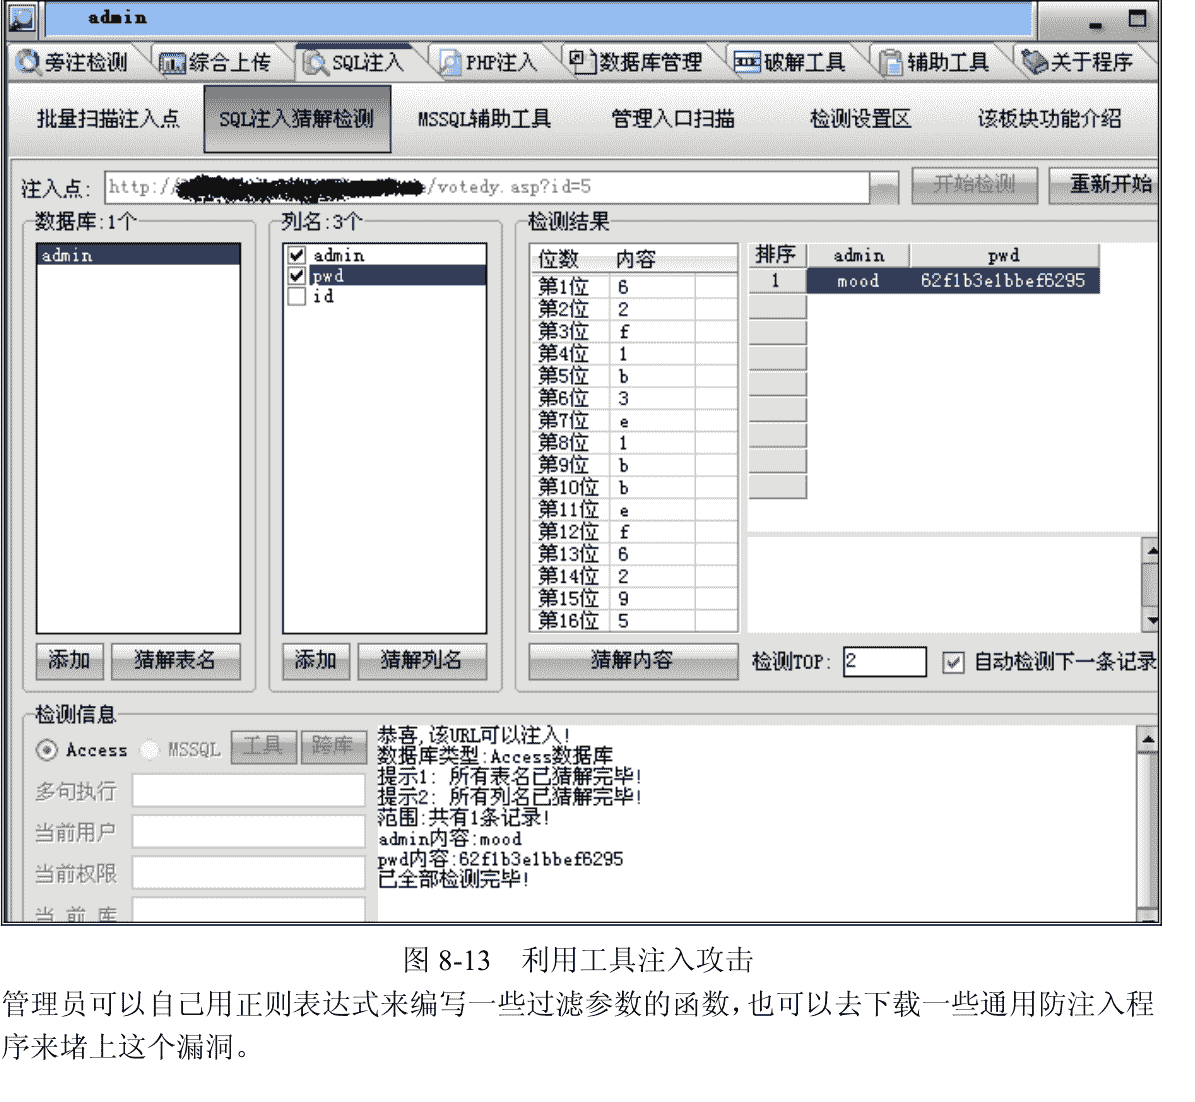 admin
旁注检测 综合上传 SQL注入 PHP注入 数据库管理 破解工具 辅助工具 关于程序
批量扫描注入点 SQL注入猜解检测 MSSQL辅助工具 管理入口扫描 检测设置区 该板块功能介绍
注入点: http:// /votedy.asp?id=5 开始检测 重新开始
数据库:1个 列名:3个 检测结果
admin
admin
pwd
id
位数 内容
第1位 6
第2位 2
第3位 f
第4位 1
第5位 b
第6位 3
第7位 e
第8位 1
第9位 b
第10位 b
第11位 e
第12位 f
第13位 6
第14位 2
第15位 9
第16位 5
排序 admin pwd
1 mood 62f1b3e1bbef6295
添加 猜解表名 添加 猜解列名 猜解内容 检测TOP: 2 自动检测下一条记录
检测信息
Access MSSQL 工具 跨库
多句执行
当前用户
当前权限
当 前 库
恭喜,该URL可以注入!
数据库类型:Access数据库
提示1: 所有表名已猜解完毕!
提示2: 所有列名已猜解完毕!
范围:共有1条记录!
admin内容:mood
pwd内容:62f1b3e1bbef6295
已全部检测完毕!
图 8-13 利用工具注入攻击
管理员可以自己用正则表达式来编写一些过滤参数的函数,也可以去下载一些通用防注入程
序来堵上这个漏洞。